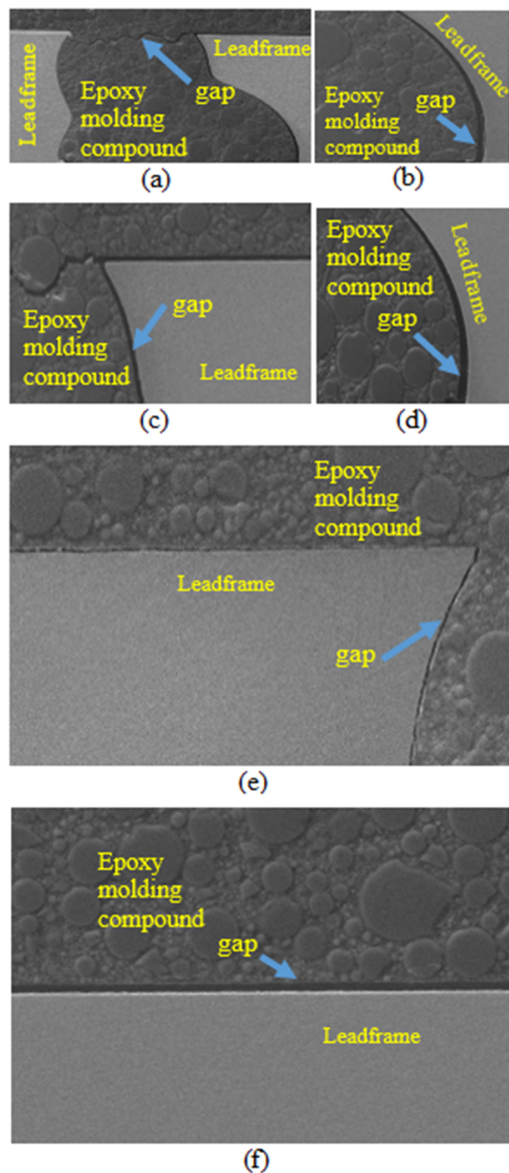 Leadframe
Leadframe
gap
Epoxy
molding
compound
(a)
Leadframe
Epoxy
molding
compound
gap
(b)
Epoxy
molding
compound
gap
Leadframe
(c)
Epoxy
molding
compound
gap
Leadframe
(d)
Epoxy
molding
compound
Leadframe
gap
(e)
Epoxy
molding
compound
gap
Leadframe
(f)